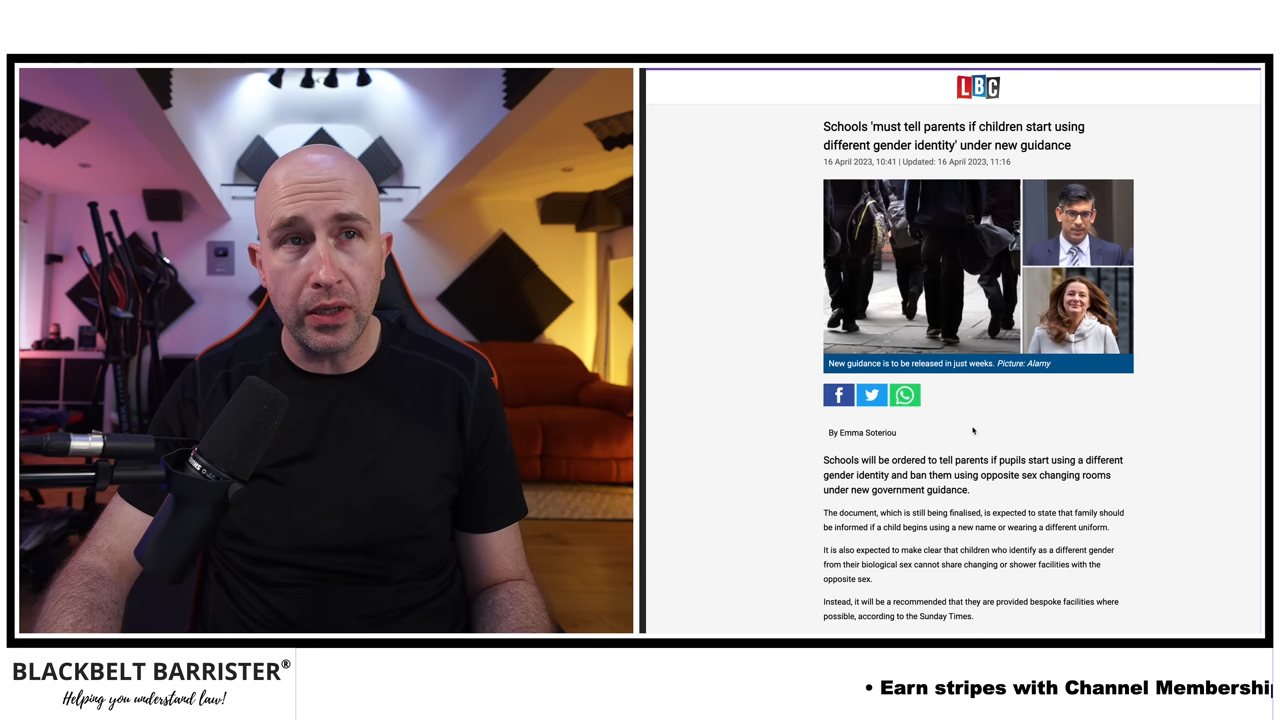 LBC
Schools 'must tell parents if children start using
different gender identity' under new guidance
16 April 2023, 10:41 | Updated: 16 April 2023, 11:16
New guidance is to be released in just weeks. Picture: Alamy
By Emma Soteriou
Schools will be ordered to tell parents if pupils start using a different
gender identity and ban them using opposite sex changing rooms
under new government guidance.
The document, which is still being finalised, is expected to state that family should
be informed if a child begins using a new name or wearing a different uniform.
It is also expected to make clear that children who identify as a different gender
from their biological sex cannot share changing or shower facilities with the
opposite sex.
Instead, it will be a recommended that they are provided bespoke facilities where
possible, according to the Sunday Times.
BLACKBELT BARRISTER®
Helping you understand law!
• Earn stripes with Channel Membership